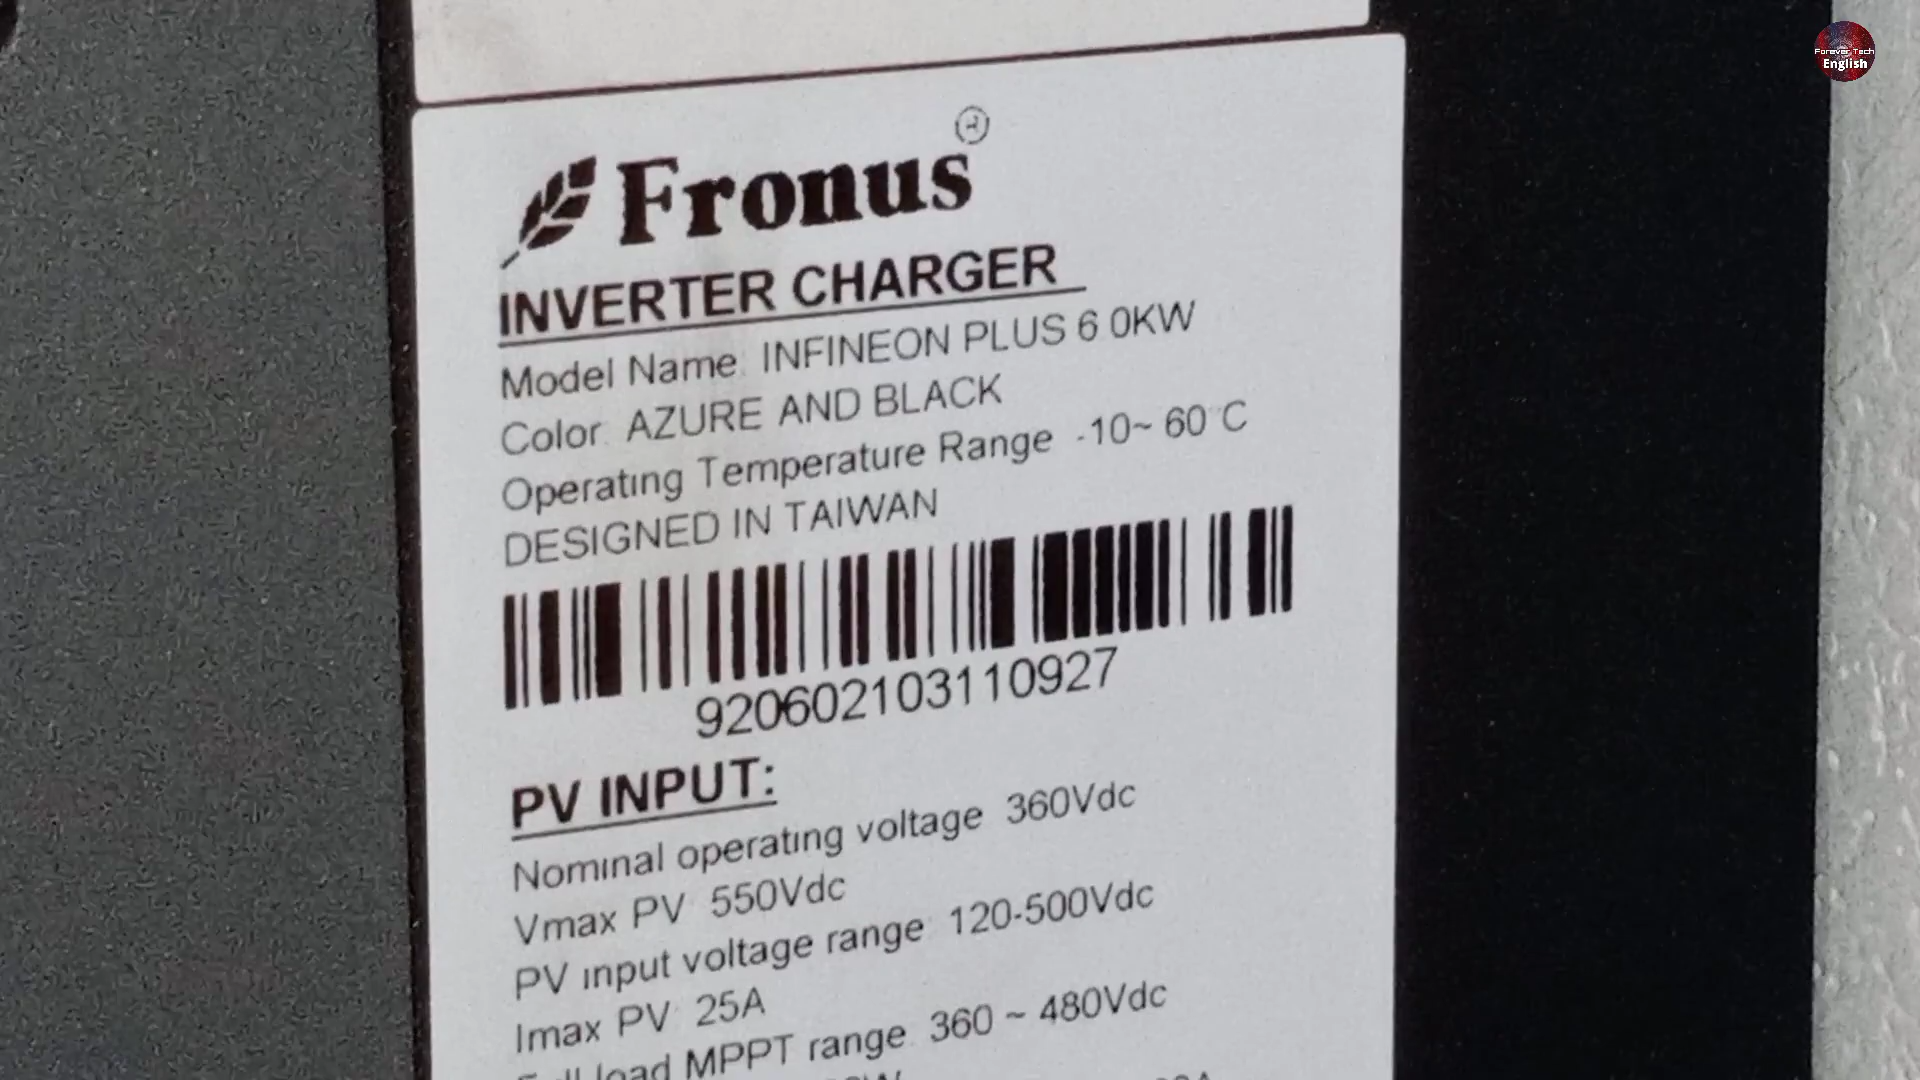 Forever Tech
English
Fronus
INVERTER CHARGER
Model Name: INFINEON PLUS 6.0KW
Color: AZURE AND BLACK
Operating Temperature Range -10~ 60°C
DESIGNED IN TAIWAN
920602103110927
PV INPUT:
Nominal operating voltage 360Vdc
Vmax PV 550Vdc
PV input voltage range 120-500Vdc
Imax PV 25A
Full load MPPT range 360 ~ 480Vdc